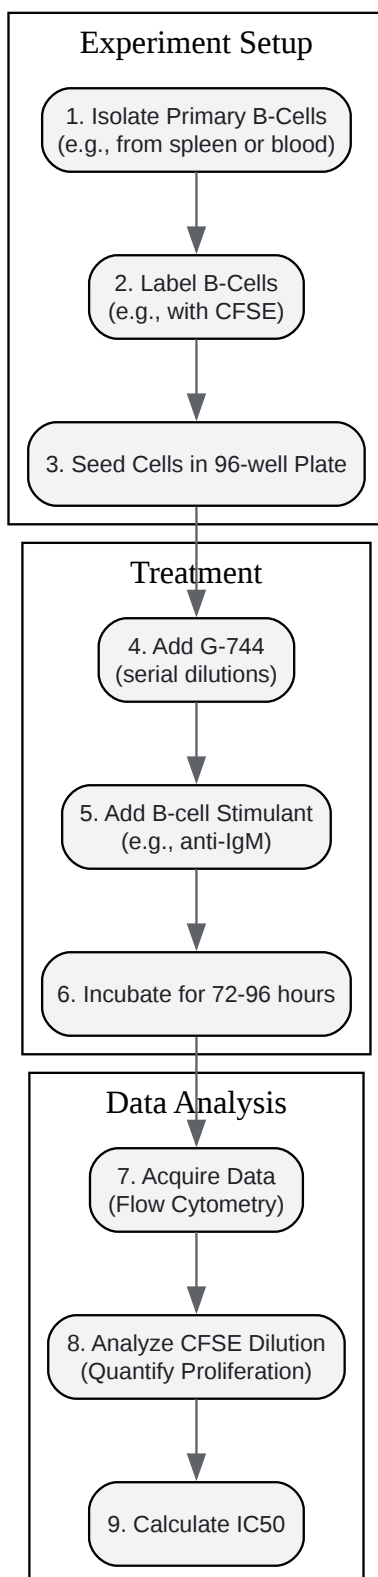 Experiment Setup
1. Isolate Primary B-Cells
(e.g., from spleen or blood)
2. Label B-Cells
(e.g., with CFSE)
3. Seed Cells in 96-well Plate
Treatment
4. Add G-744
(serial dilutions)
5. Add B-cell Stimulant
(e.g., anti-IgM)
6. Incubate for 72-96 hours
Data Analysis
7. Acquire Data
(Flow Cytometry)
8. Analyze CFSE Dilution
(Quantify Proliferation)
9. Calculate IC50